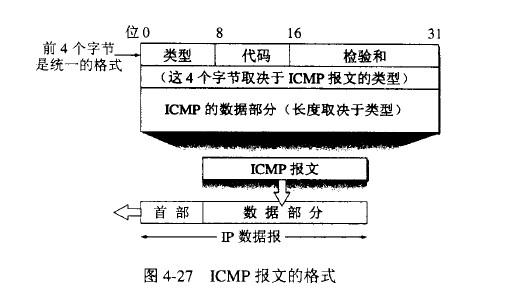 位 0 8 16 31
前 4 个字节
是统一的格式
类型 代码 检验和
（这 4 个字节取决于 ICMP 报文的类型）
ICMP 的数据部分（长度取决于类型）
ICMP 报文
首 部 数 据 部 分
IP 数据报
图 4-27 ICMP 报文的格式